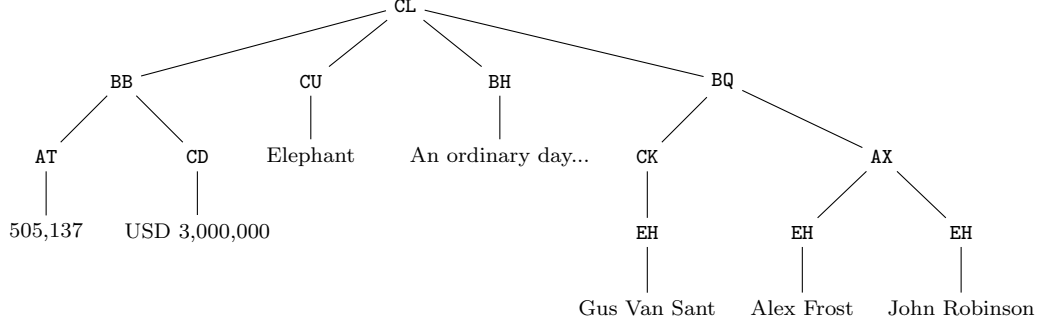 CL
BB CU BH BQ
AT CD Elephant An ordinary day... CK AX
505,137 USD 3,000,000 EH EH EH
Gus Van Sant Alex Frost John Robinson